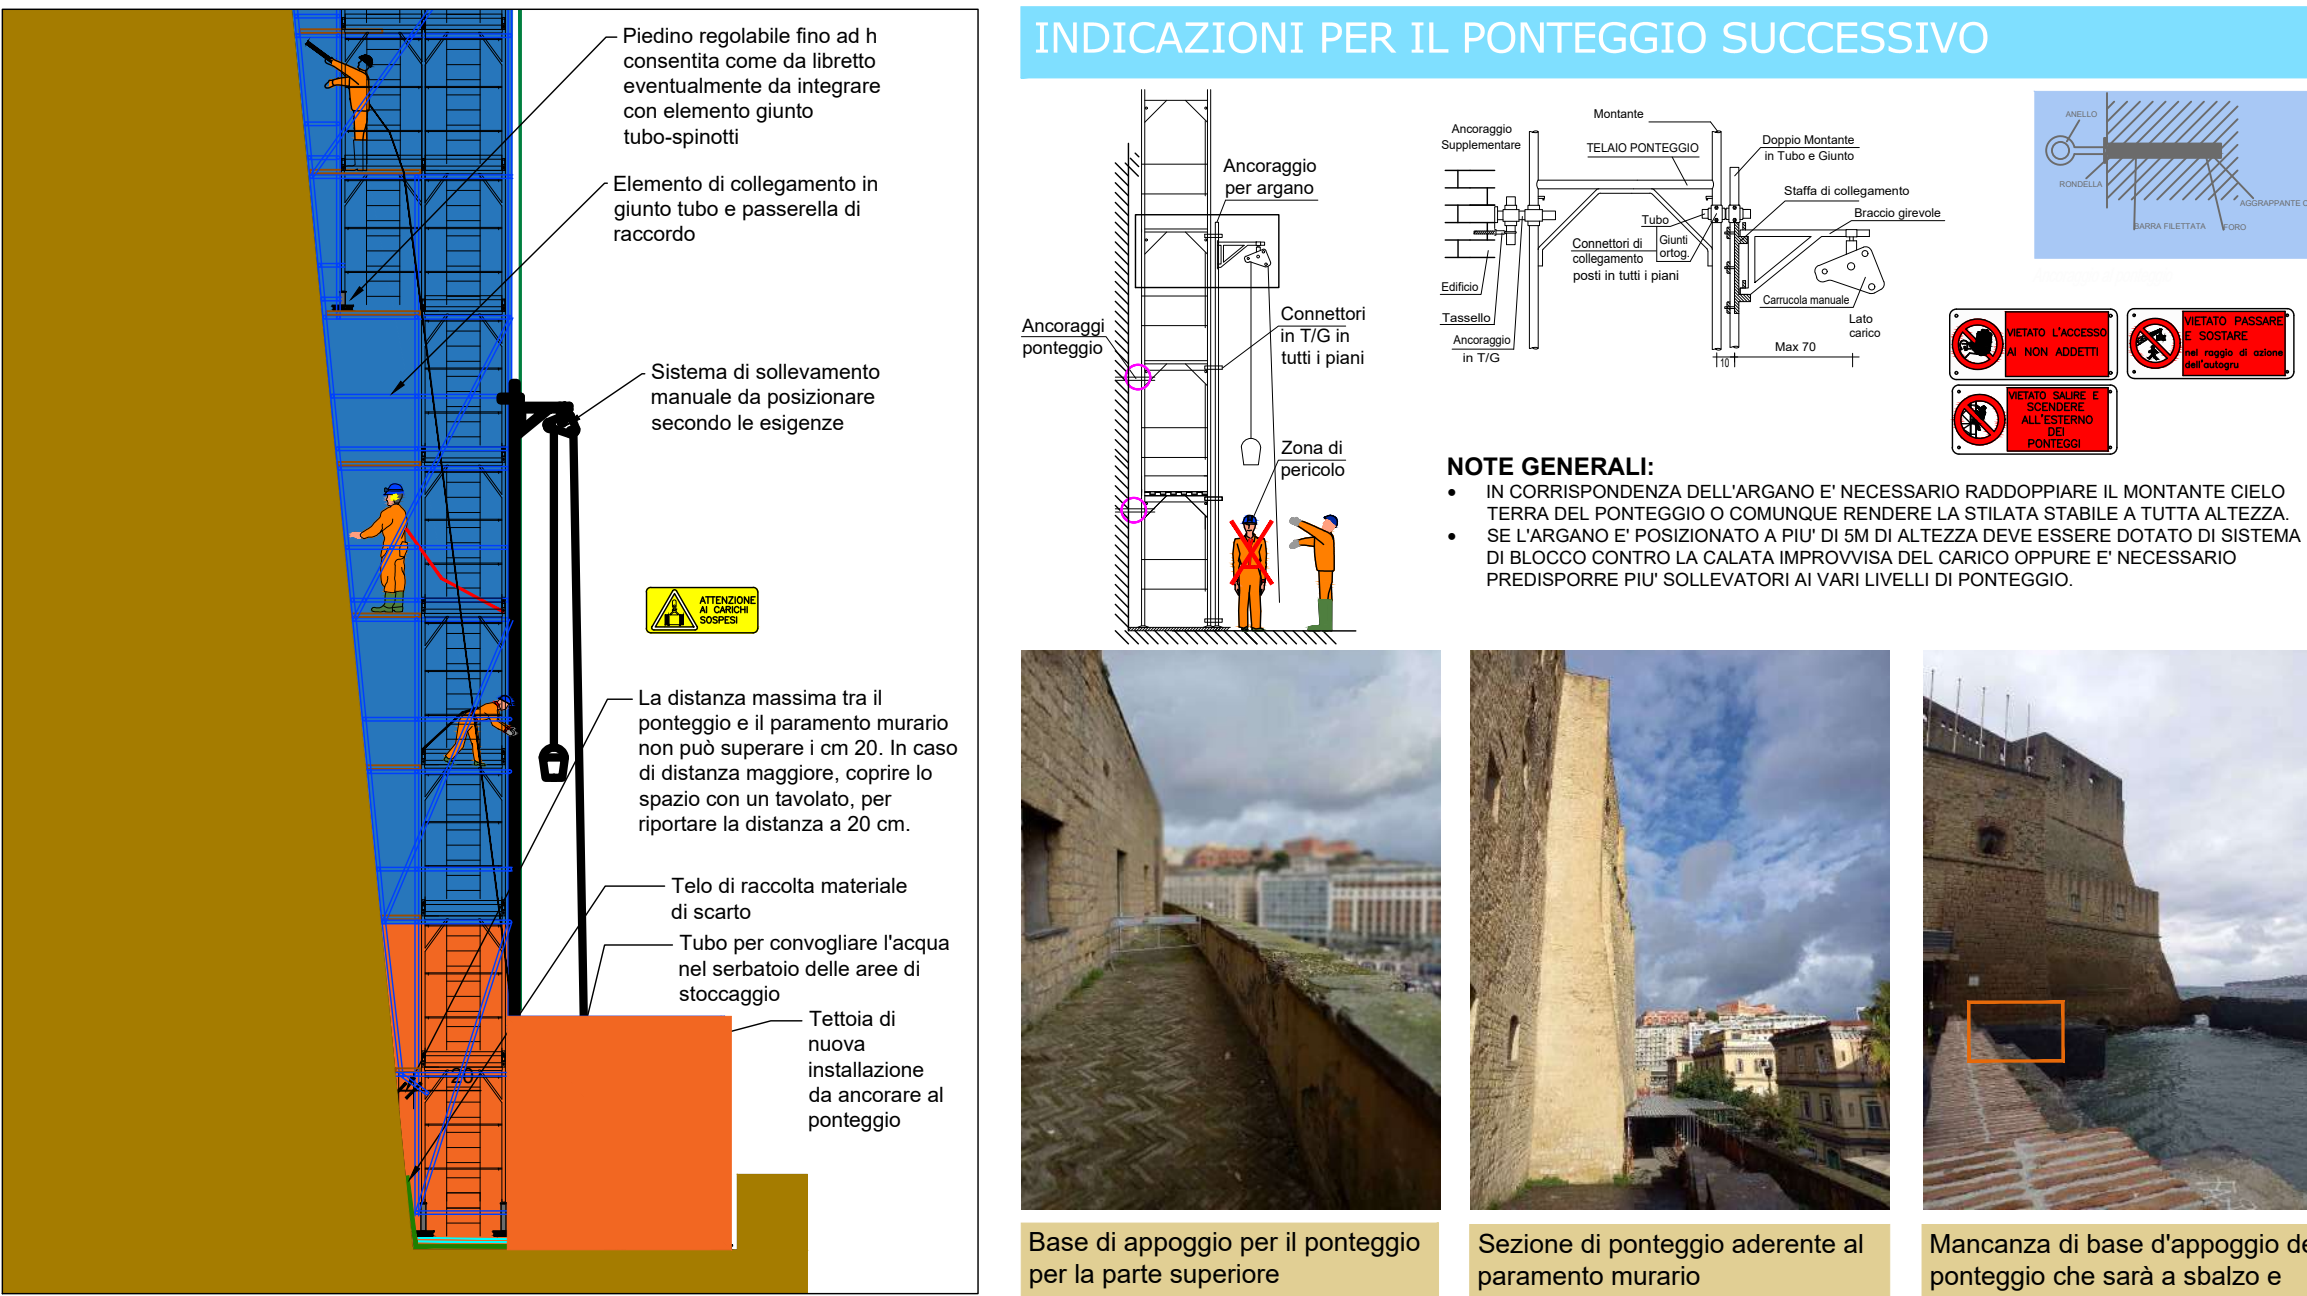 Piedino regolabile fino ad h
consentita come da libretto
eventualmente da integrare
con elemento giunto
tubo-spinotti
Elemento di collegamento in
giunto tubo e passerella di
raccordo
Sistema di sollevamento
manuale da posizionare
secondo le esigenze
ATTENZIONE
AI CARICHI
SOSPESI
La distanza massima tra il
ponteggio e il paramento murario
non può superare i cm 20. In caso
di distanza maggiore, coprire lo
spazio con un tavolato, per
riportare la distanza a 20 cm.
Telo di raccolta materiale
di scarto
Tubo per convogliare l'acqua
nel serbatoio delle aree di
stoccaggio
Tettoia di
nuova
installazione
da ancorare al
ponteggio
20
INDICAZIONI PER IL PONTEGGIO SUCCESSIVO
Ancoraggio
per argano
Ancoraggi
ponteggio
Connettori
in T/G in
tutti i piani
Zona di
pericolo
Ancoraggio
Supplementare
Montante
TELAIO PONTEGGIO
Doppio Montante
in Tubo e Giunto
Staffa di collegamento
Braccio girevole
Tubo
Giunti
ortog.
Connettori di
collegamento
posti in tutti i piani
Edificio
Tassello
Ancoraggio
in T/G
Carrucola manuale
Lato
carico
Max 70
10
ANELLO
RONDELLA
BARRA FILETTATA
FORO
AGGRAPPANTE C
VIETATO L'ACCESSO
AI NON ADDETTI
VIETATO PASSARE
E SOSTARE
nel raggio di azione
dell'autogru
VIETATO SALIRE E
SCENDERE
ALL'ESTERNO
DEI
PONTEGGI
NOTE GENERALI:
• IN CORRISPONDENZA DELL'ARGANO E' NECESSARIO RADDOPPIARE IL MONTANTE CIELO
TERRA DEL PONTEGGIO O COMUNQUE RENDERE LA STILATA STABILE A TUTTA ALTEZZA.
• SE L'ARGANO E' POSIZIONATO A PIU' DI 5M DI ALTEZZA DEVE ESSERE DOTATO DI SISTEMA
DI BLOCCO CONTRO LA CALATA IMPROVVISA DEL CARICO OPPURE E' NECESSARIO
PREDISPORRE PIU' SOLLEVATORI AI VARI LIVELLI DI PONTEGGIO.
Base di appoggio per il ponteggio
per la parte superiore
Sezione di ponteggio aderente al
paramento murario
Mancanza di base d'appoggio de
ponteggio che sarà a sbalzo e